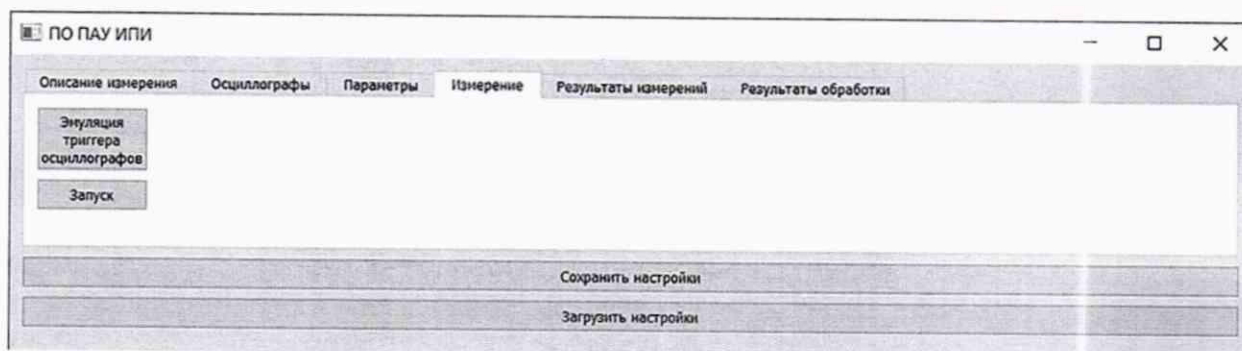 ПО ПАУ ИПИ
Описание измерения Осциллографы Параметры Измерение Результаты измерений Результаты обработки
Эмуляция
триггера
осциллографов
Запуск
Сохранить настройки
Загрузить настройки